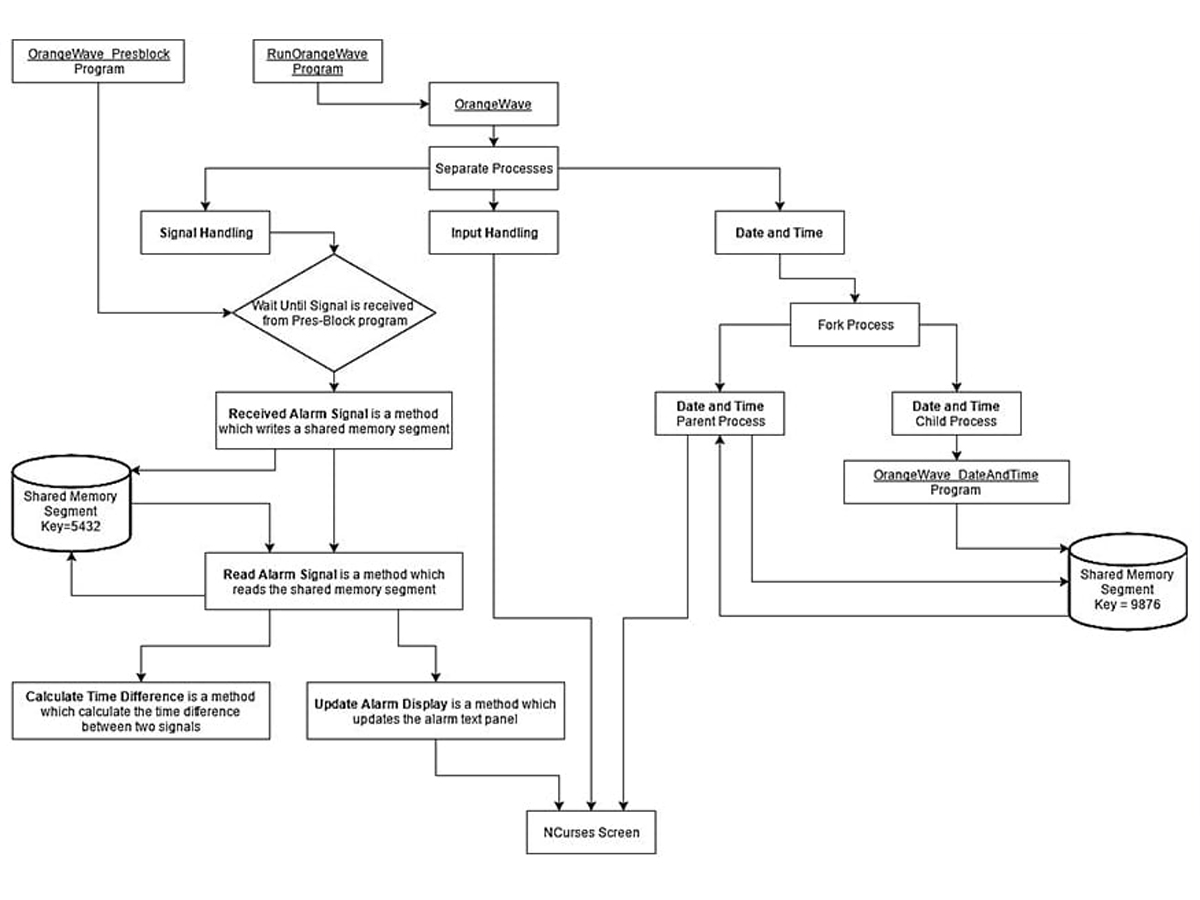 OrangeWave_Presblock
Program
RunOrangeWave
Program
OrangeWave
Separate Processes
Signal Handling
Input Handling
Date and Time
Wait Until Signal is received
from Pres-Block program
Fork Process
Received Alarm Signal is a method
which writes a shared memory segment
Date and Time
Parent Process
Date and Time
Child Process
OrangeWave_DateAndTime
Program
Shared Memory
Segment
Key=5432
Read Alarm Signal is a method which
reads the shared memory segment
Shared Memory
Segment
Key = 9876
Calculate Time Difference is a method
which calculate the time difference
between two signals
Update Alarm Display is a method which
updates the alarm text panel
NCurses Screen